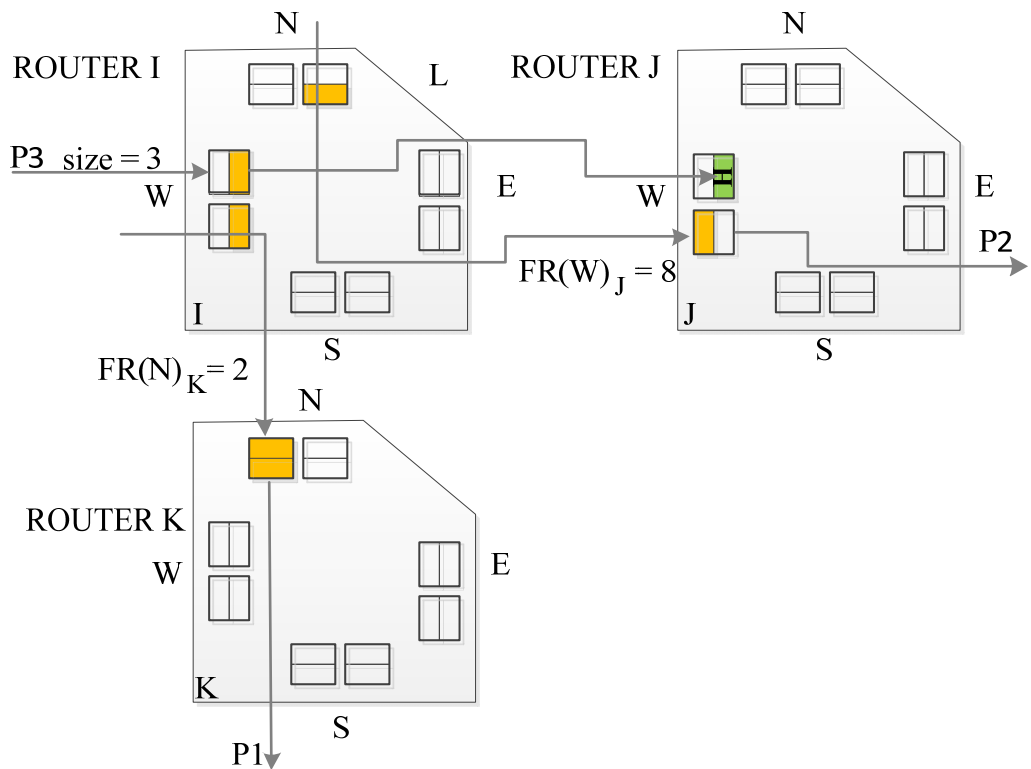 N
N
ROUTER I
L
ROUTER J
P3 size = 3
H
W
E
W
E
P2
FR(W)J = 8
I
J
S
S
FR(N)K= 2
N
ROUTER K
E
W
K
S
P1